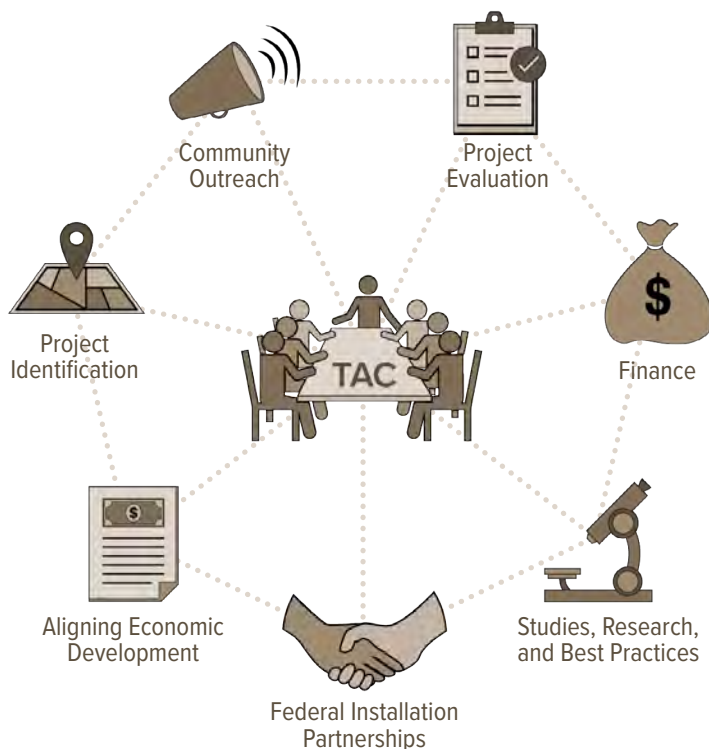 Community
Outreach
Project
Evaluation
Project
Identification
TAC
$
Finance
$
Aligning Economic
Development
Studies, Research,
and Best Practices
Federal Installation
Partnerships